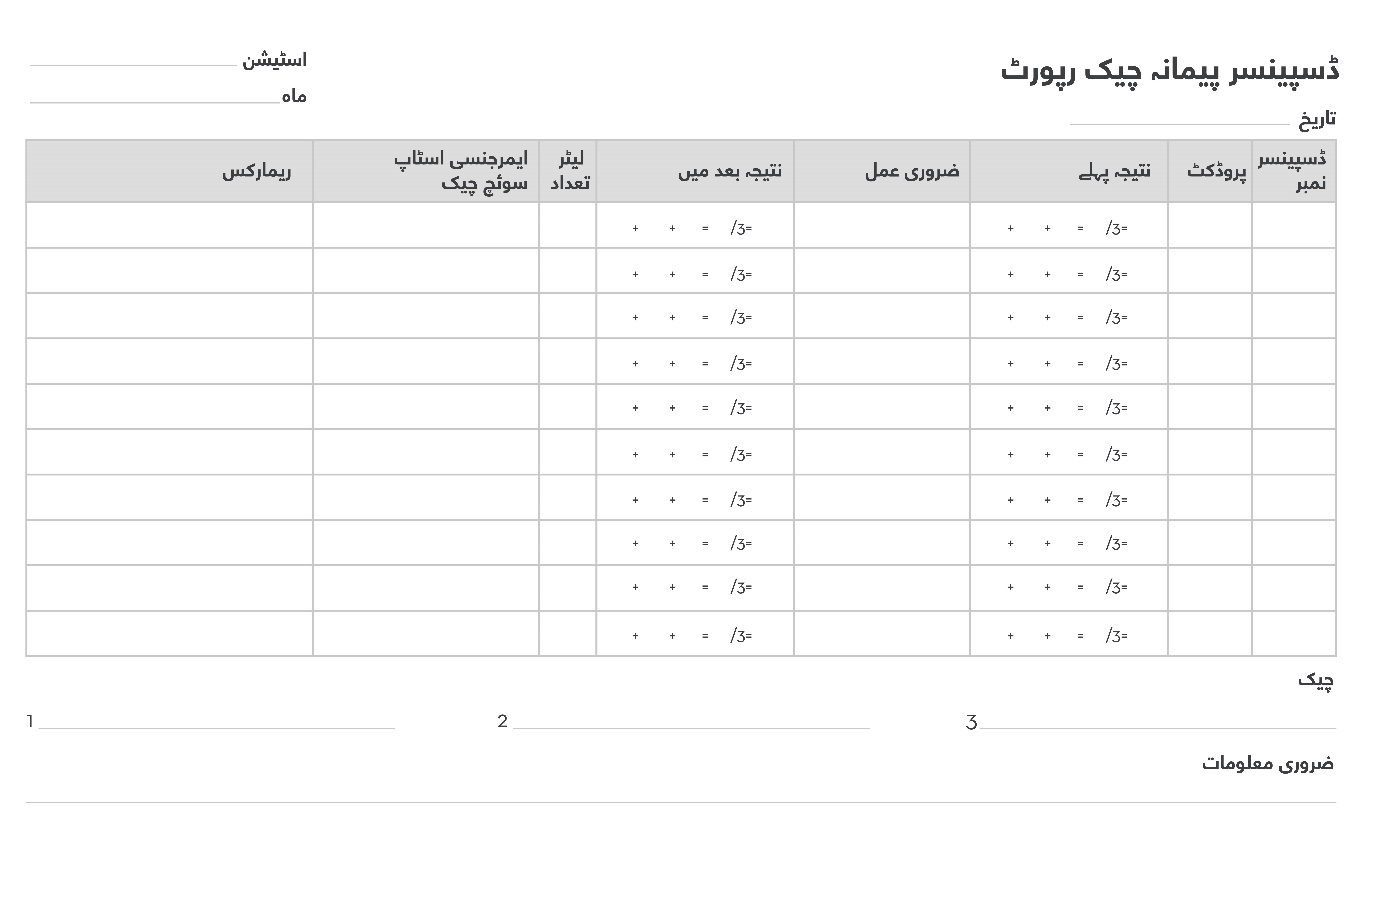 ڈسپینسر پیمانہ چیک رپورٹ
اسٹیشن
ماہ
تاریخ
ڈسپینسر نمبر پروڈکٹ نتیجہ پہلے ضروری عمل نتیجہ بعد میں لیٹر تعداد ایمرجنسی اسٹاپ سوئچ چیک ریمارکس
+ + = /3= + + = /3=
+ + = /3= + + = /3=
+ + = /3= + + = /3=
+ + = /3= + + = /3=
+ + = /3= + + = /3=
+ + = /3= + + = /3=
+ + = /3= + + = /3=
+ + = /3= + + = /3=
+ + = /3= + + = /3=
+ + = /3= + + = /3=
چیک
1 2 3
ضروری معلومات